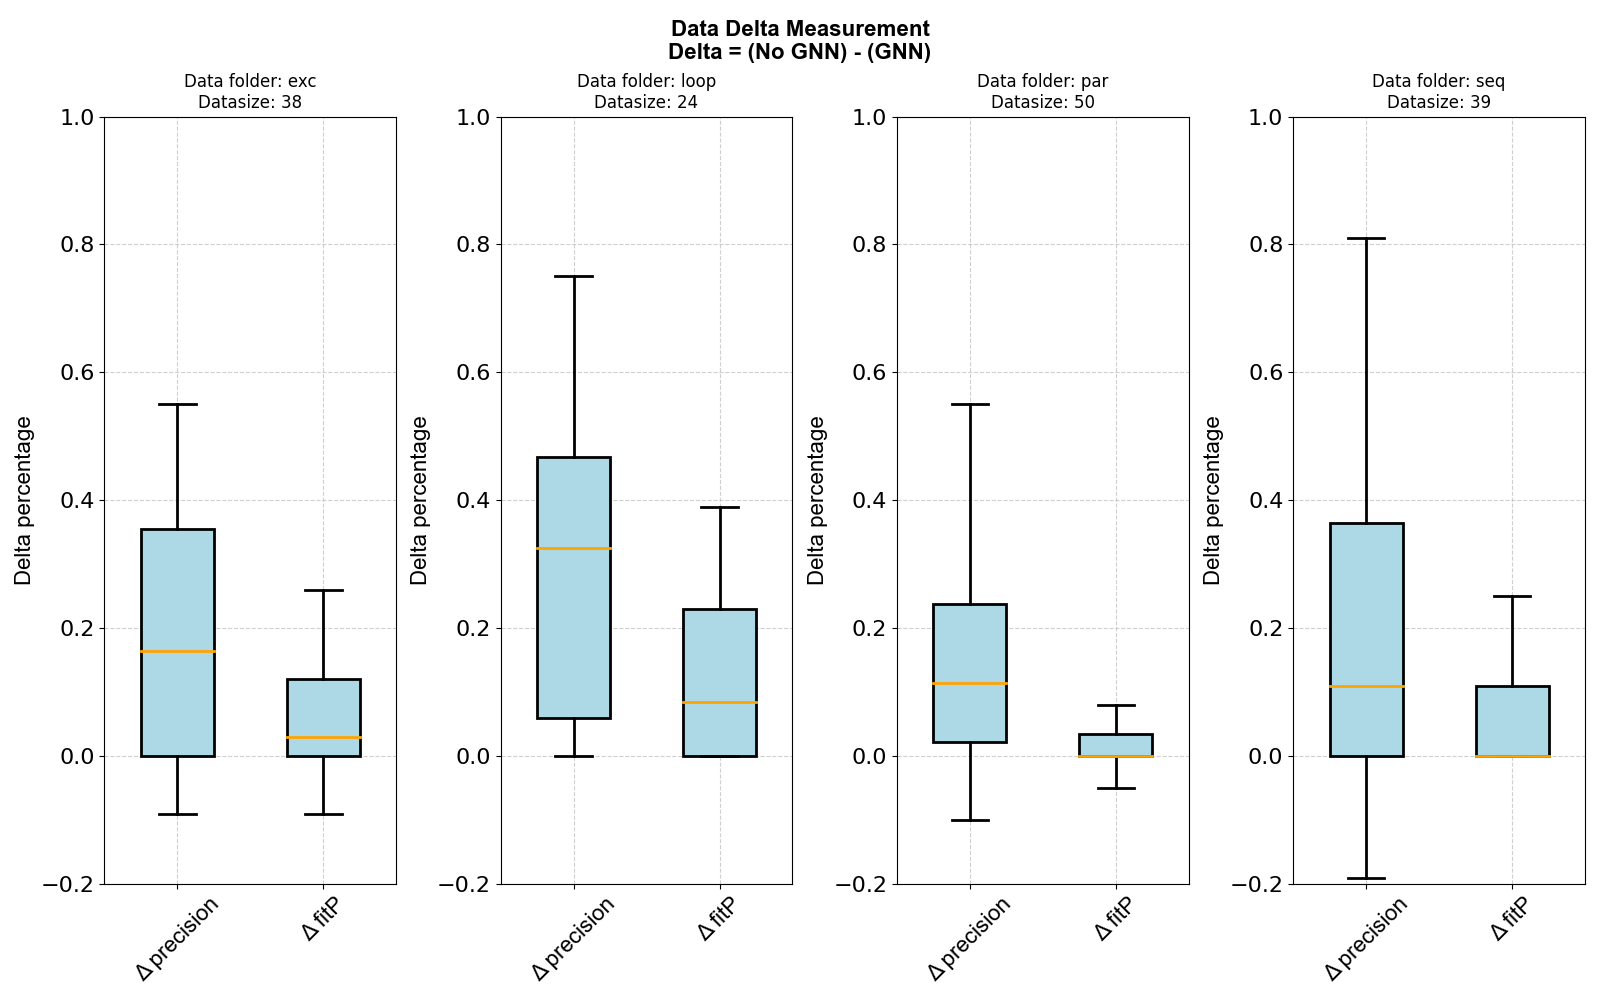 Data Delta Measurement
Delta = (No GNN) - (GNN)
Data folder: exc
Datasize: 38
Delta percentage
1.0
0.8
0.6
0.4
0.2
0.0
−0.2
Δ precision
Δ fitP
Data folder: loop
Datasize: 24
Delta percentage
1.0
0.8
0.6
0.4
0.2
0.0
−0.2
Δ precision
Δ fitP
Data folder: par
Datasize: 50
Delta percentage
1.0
0.8
0.6
0.4
0.2
0.0
−0.2
Δ precision
Δ fitP
Data folder: seq
Datasize: 39
Delta percentage
1.0
0.8
0.6
0.4
0.2
0.0
−0.2
Δ precision
Δ fitP